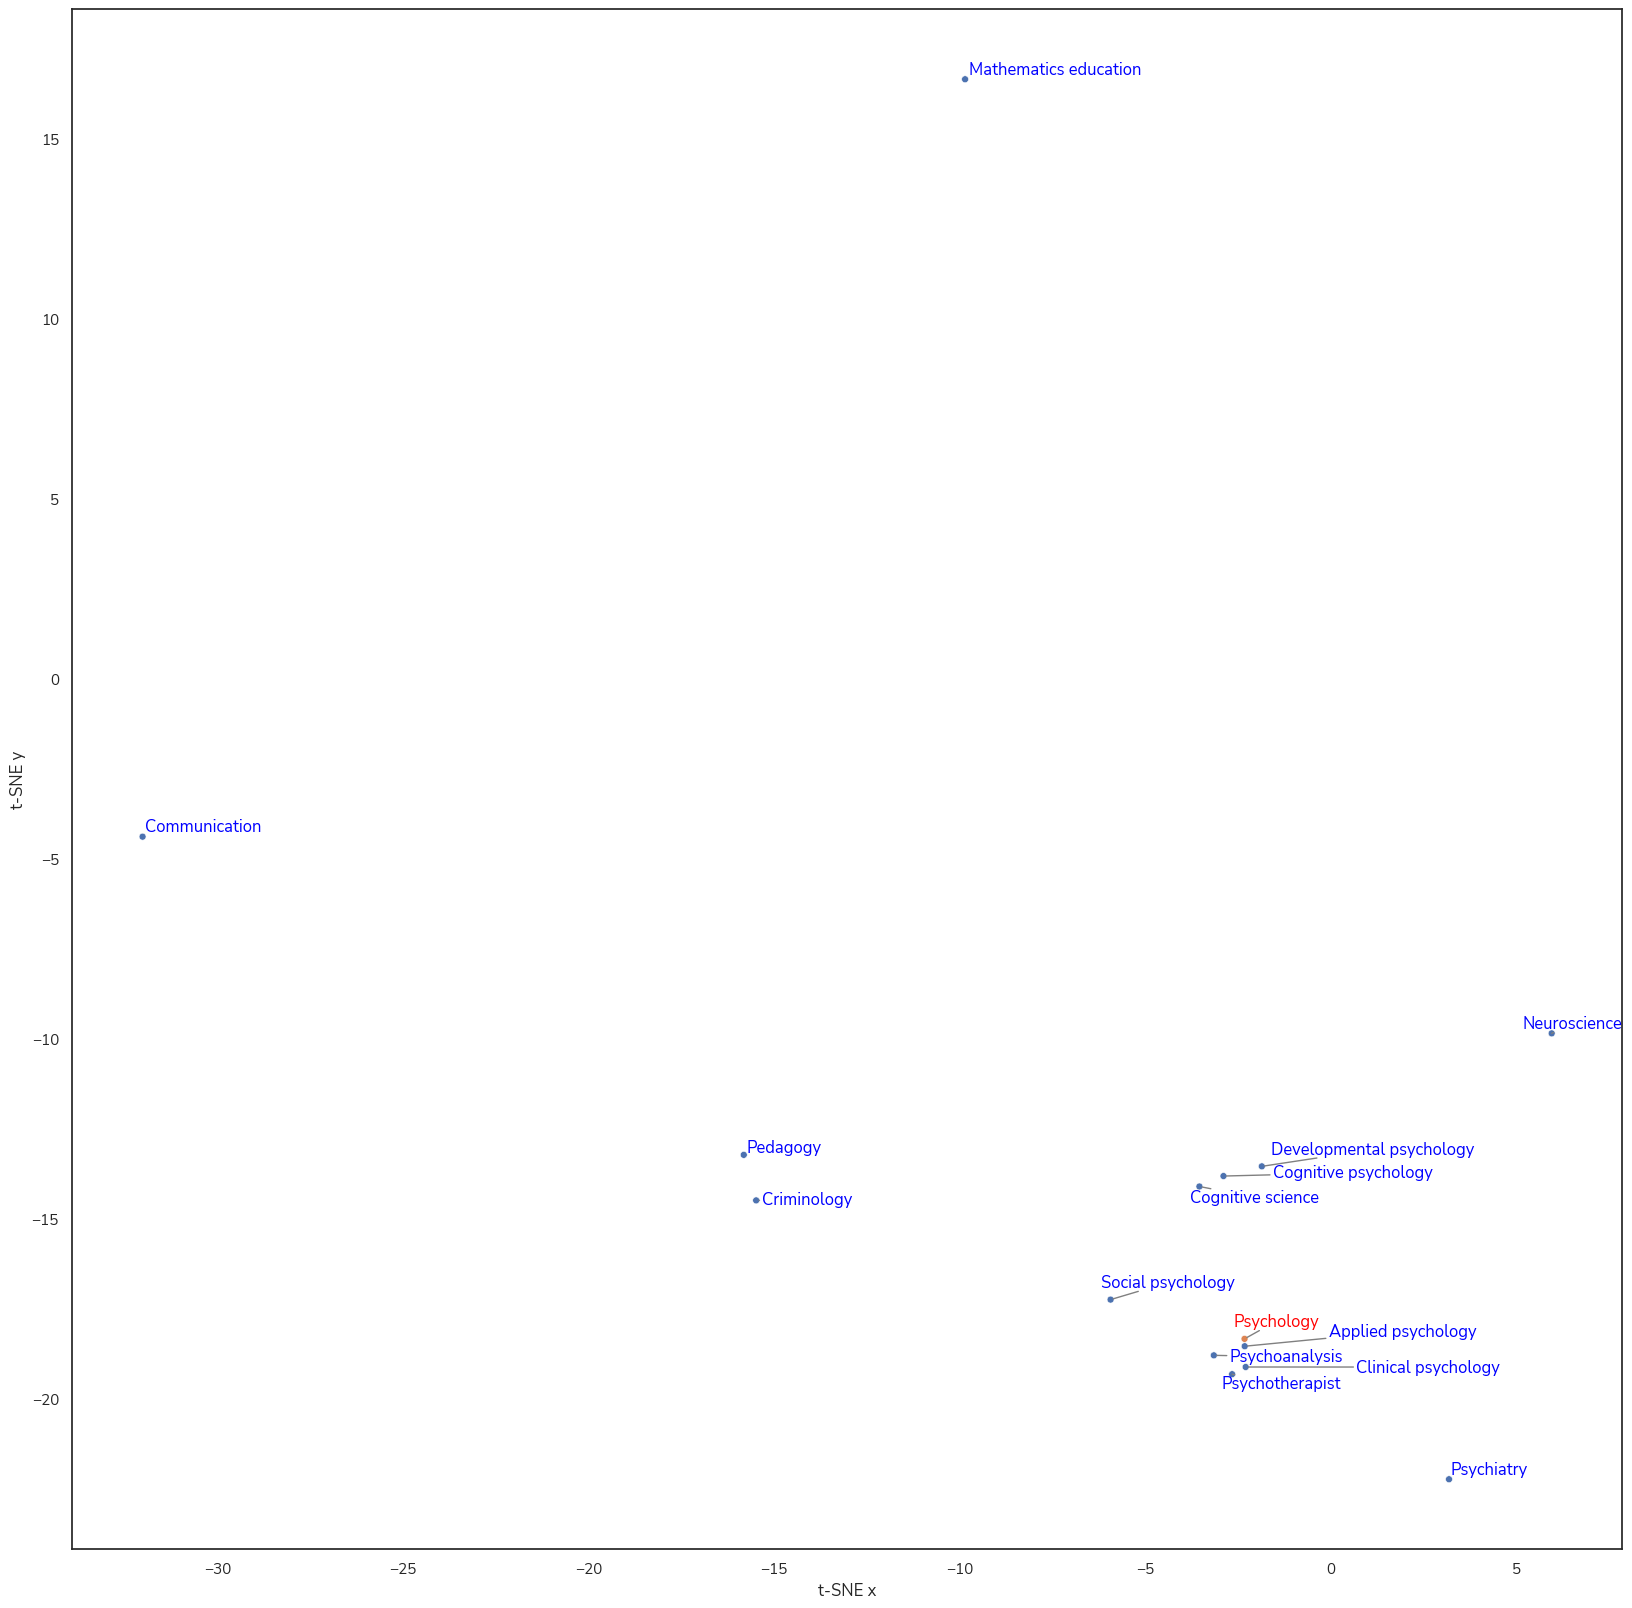 Mathematics education
15
10
5
0
t-SNE y
Communication
−5
Neuroscience
−10
Pedagogy
Developmental psychology
Cognitive psychology
Cognitive science
Criminology
−15
Social psychology
Psychology
Applied psychology
Psychoanalysis
Clinical psychology
Psychotherapist
−20
Psychiatry
−30 −25 −20 −15 −10 −5 0 5
t-SNE x